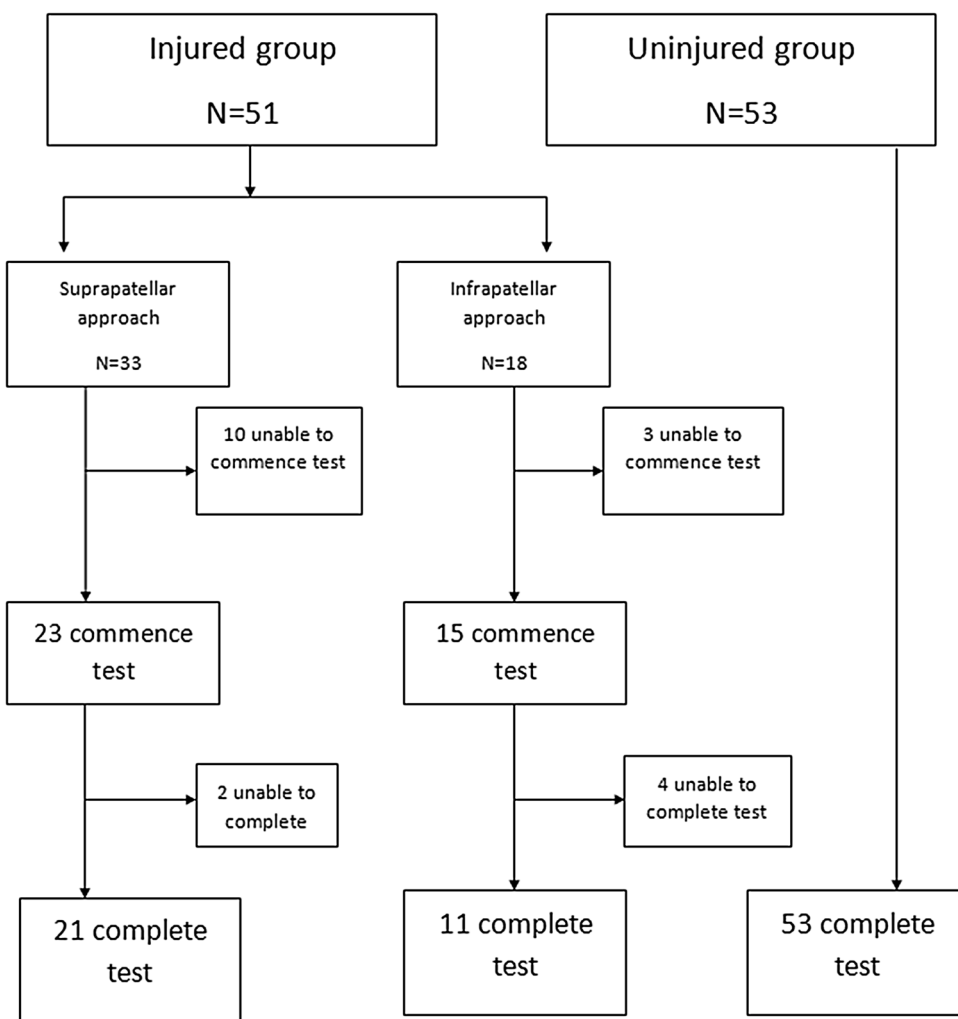 Injured group
N=51
Uninjured group
N=53
Suprapatellar
approach
N=33
Infrapatellar
approach
N=18
10 unable to
commence test
3 unable to
commence test
23 commence
test
15 commence
test
2 unable to
complete
4 unable to
complete test
21 complete
test
11 complete
test
53 complete
test